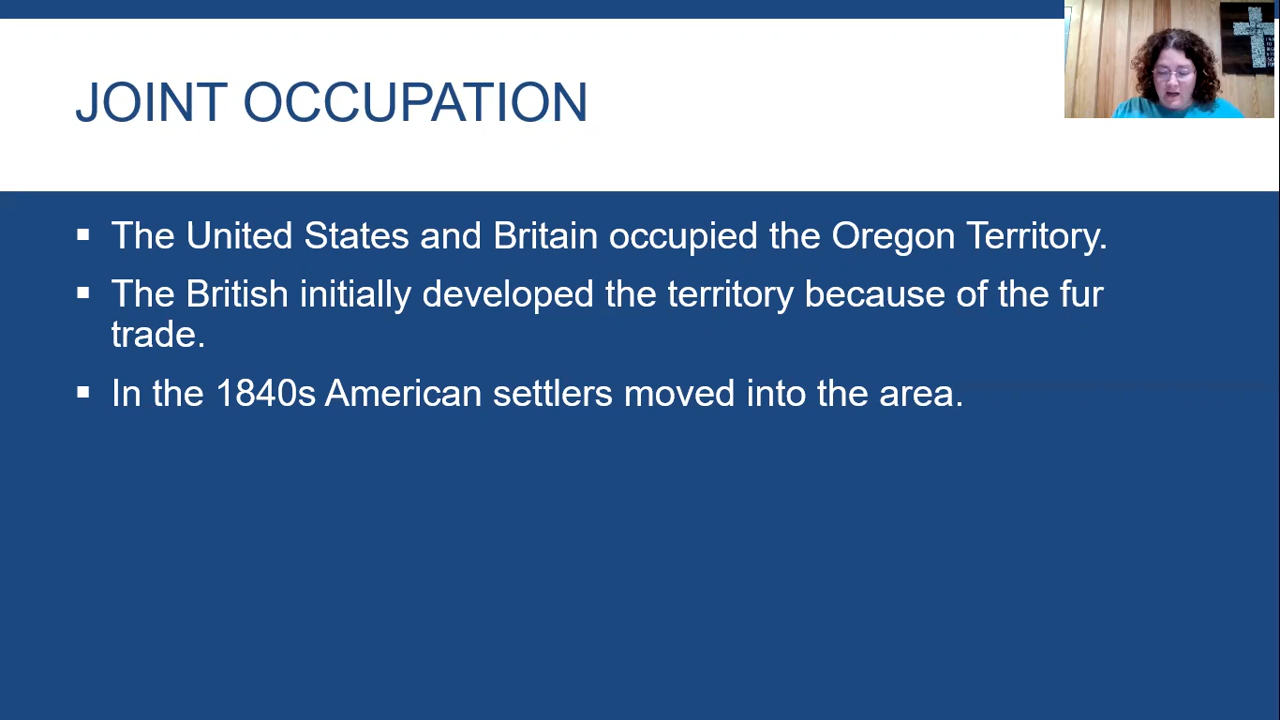 JOINT OCCUPATION
▪ The United States and Britain occupied the Oregon Territory.
▪ The British initially developed the territory because of the fur
trade.
▪ In the 1840s American settlers moved into the area.